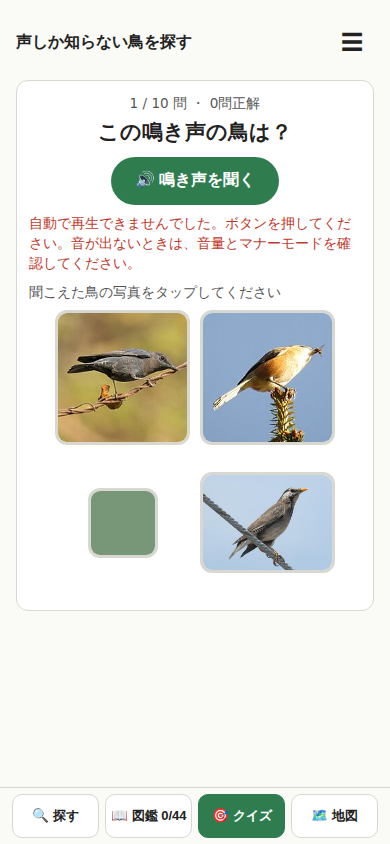 声しか知らない鳥を探す
☰
1 / 10 問 ・ 0問正解
この鳴き声の鳥は？
🔊 鳴き声を聞く
自動で再生できませんでした。ボタンを押してくだ
さい。音が出ないときは、音量とマナーモードを確
認してください。
聞こえた鳥の写真をタップしてください
🔍 探す
📖 図鑑 0/44
🎯 クイズ
🗺️ 地図